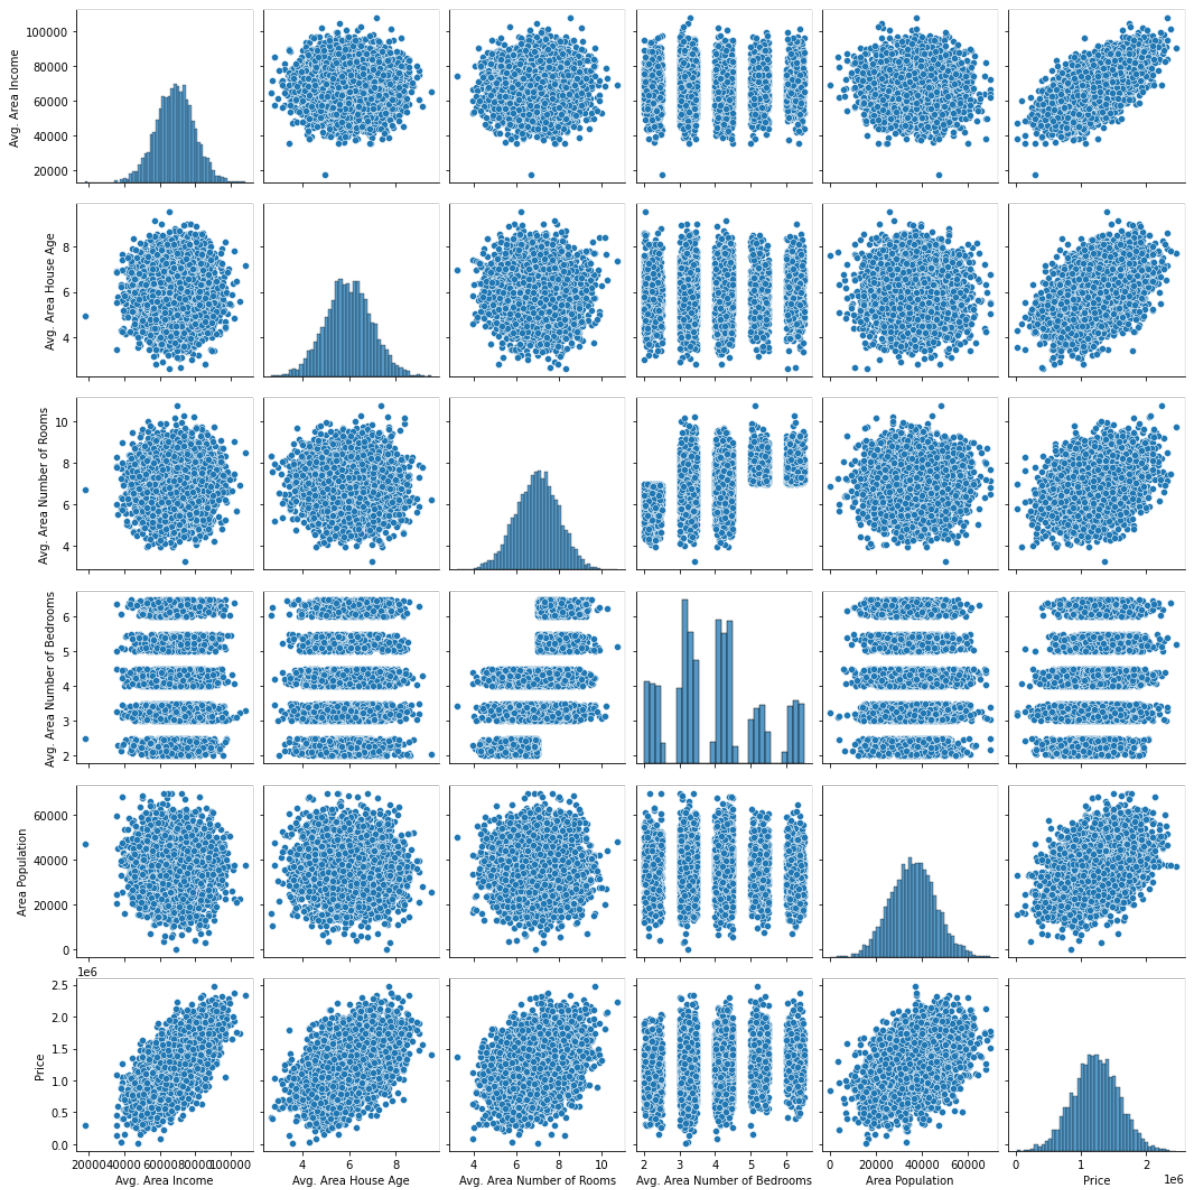 100000
80000
60000
40000
20000
Avg. Area Income
8
6
4
Avg. Area House Age
10
8
6
4
Avg. Area Number of Rooms
6
5
4
3
2
Avg. Area Number of Bedrooms
60000
40000
20000
0
Area Population
1e6
2.5
2.0
1.5
1.0
0.5
0.0
Price
20000 40000 60000 80000 100000
4 6 8
4 6 8 10
2 3 4 5 6
0 20000 40000 60000
0 1 2
1e6
Avg. Area Income
Avg. Area House Age
Avg. Area Number of Rooms
Avg. Area Number of Bedrooms
Area Population
Price